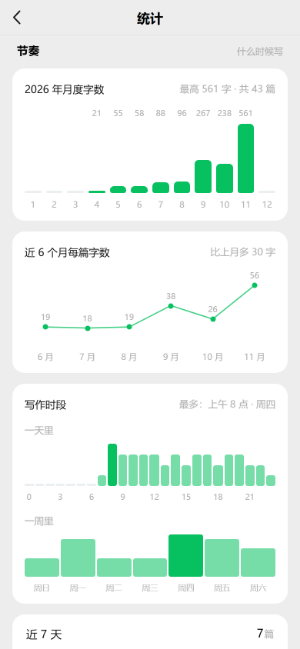 统计
节奏 什么时候写
2026 年月度字数 最高 561 字 · 共 43 篇
21 55 58 88 96 267 238 561
1 2 3 4 5 6 7 8 9 10 11 12
近 6 个月每篇字数 比上月多 30 字
19 18 19 38 26 56
6 月 7 月 8 月 9 月 10 月 11 月
写作时段 最多：上午 8 点 · 周四
一天里
0 3 6 9 12 15 18 21
一周里
周日 周一 周二 周三 周四 周五 周六
近 7 天 7篇